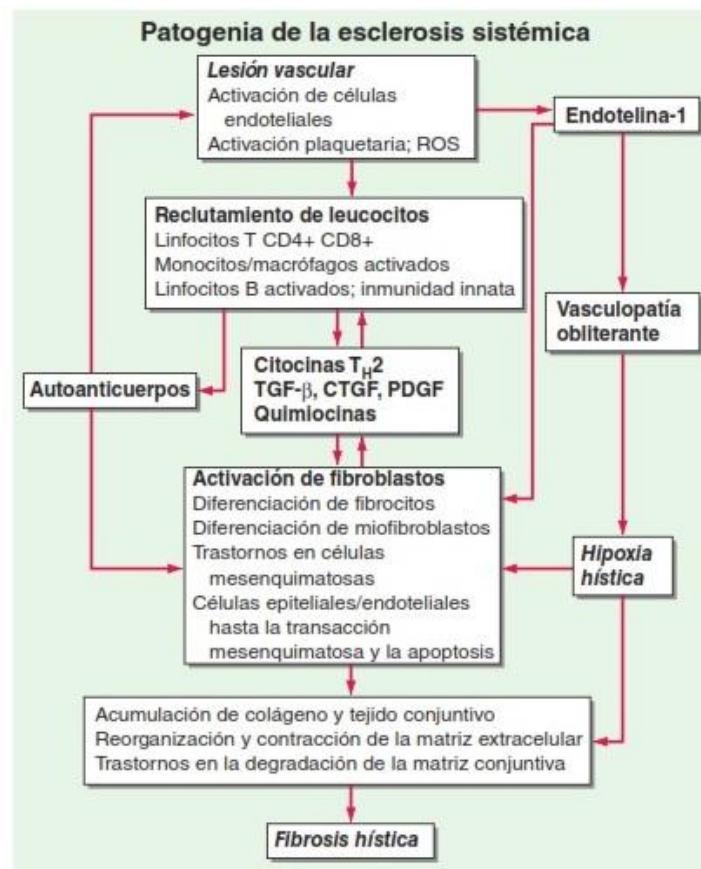 Patogenia de la esclerosis sistémica
Lesión vascular
Activación de células
endoteliales
Activación plaquetaria; ROS
Endotelina-1
Reclutamiento de leucocitos
Linfocitos T CD4+ CD8+
Monocitos/macrófagos activados
Linfocitos B activados; inmunidad innata
Vasculopatía
obliterante
Autoanticuerpos
Citocinas TH2
TGF-β, CTGF, PDGF
Quimiocinas
Activación de fibroblastos
Diferenciación de fibrocitos
Diferenciación de miofibroblastos
Trastornos en células
mesenquimatosas
Células epiteliales/endoteliales
hasta la transacción
mesenquimatosa y la apoptosis
Hipoxia
hística
Acumulación de colágeno y tejido conjuntivo
Reorganización y contracción de la matriz extracelular
Trastornos en la degradación de la matriz conjuntiva
Fibrosis hística